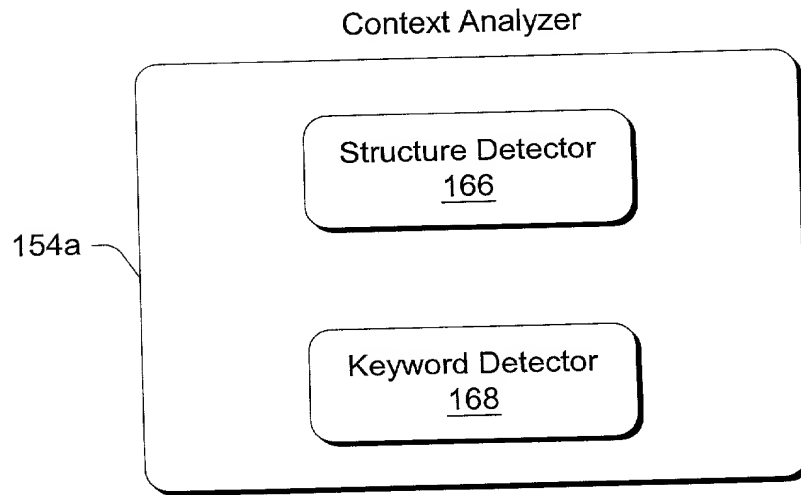 Context Analyzer
Structure Detector
166
154a
Keyword Detector
168